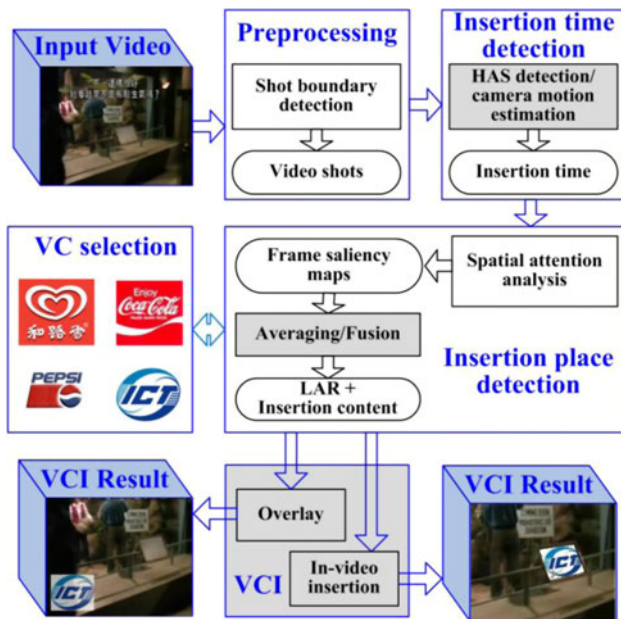 Input Video
Preprocessing
Shot boundary
detection
Video shots
Insertion time
detection
HAS detection/
camera motion
estimation
Insertion time
VC selection
和路雪
Enjoy
Coca-Cola
PEPSI
ICT
Frame saliency
maps
Spatial attention
analysis
Averaging/Fusion
LAR +
Insertion content
Insertion place
detection
VCI Result
ICT
Overlay
VCI
In-video
insertion
VCI Result
ICT